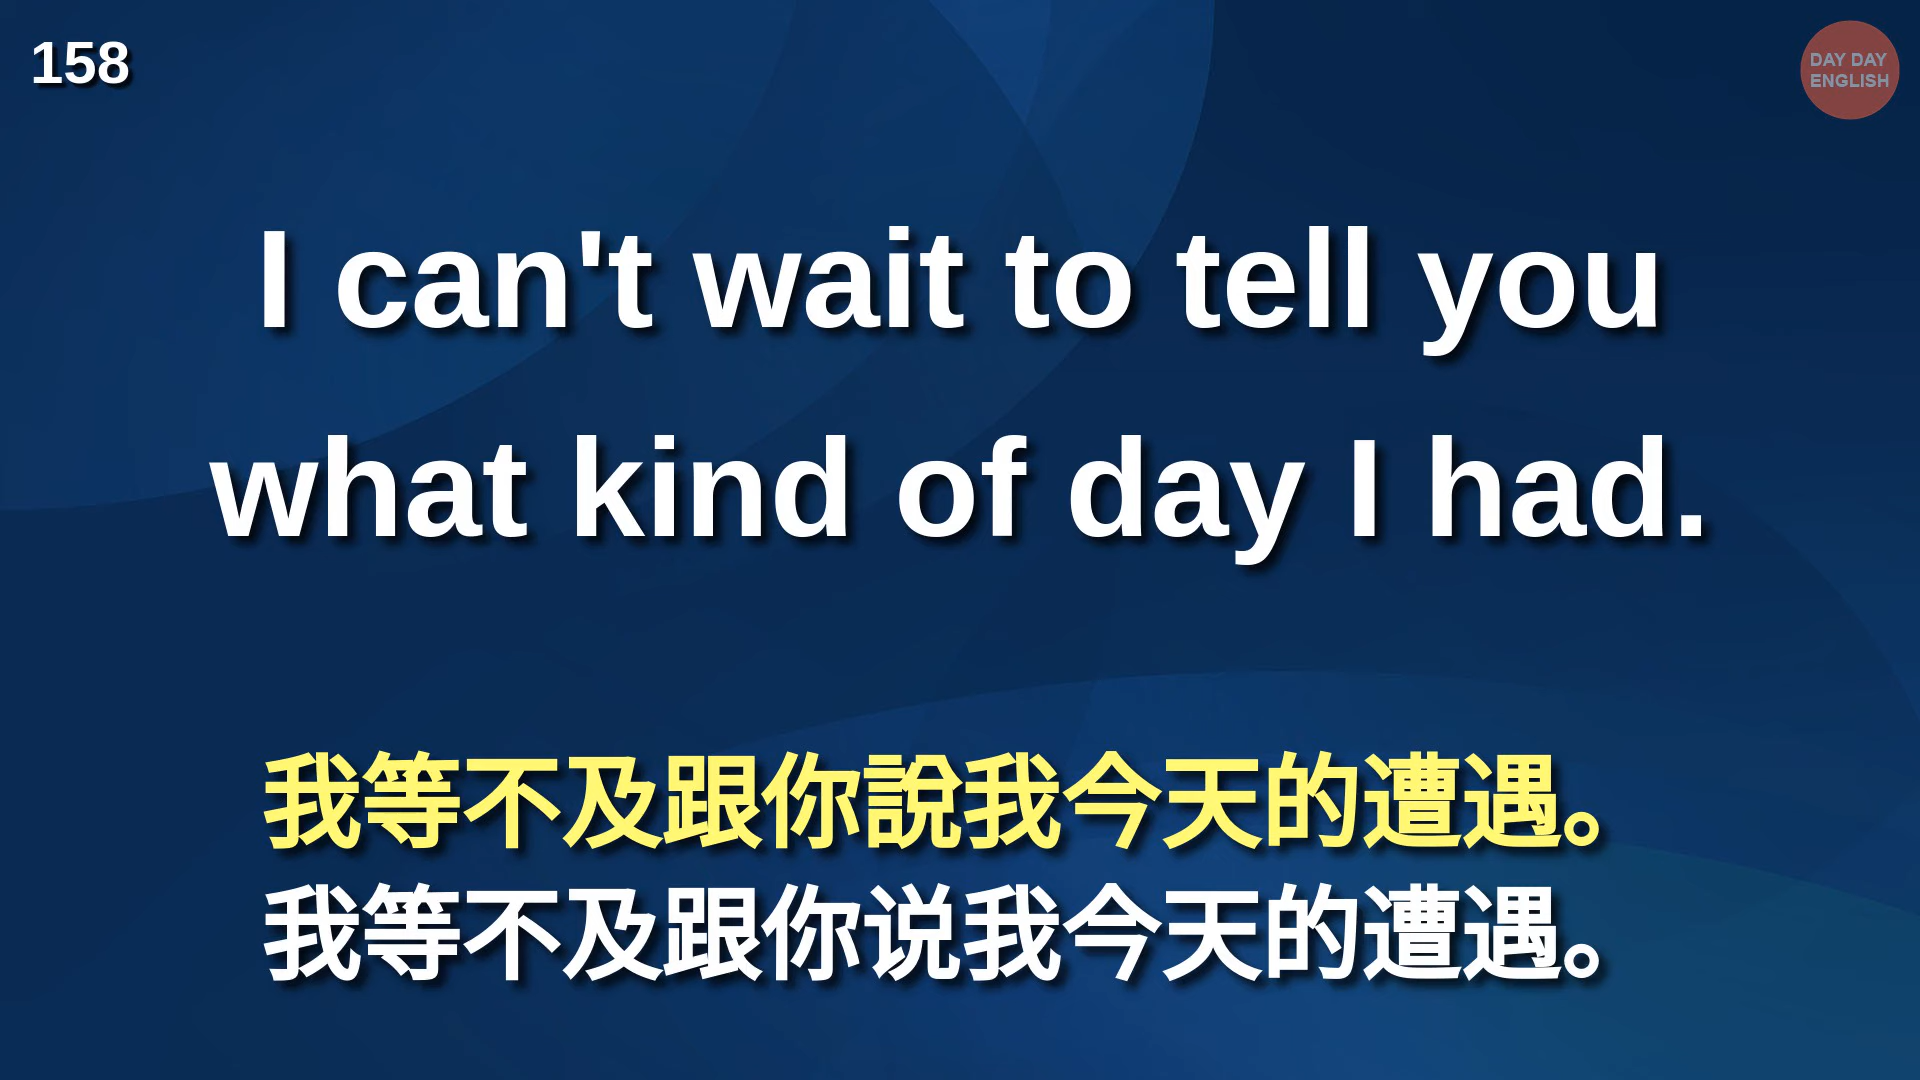 158
DAY DAY
ENGLISH
I can't wait to tell you
what kind of day I had.
我等不及跟你說我今天的遭遇。
我等不及跟你说我今天的遭遇。